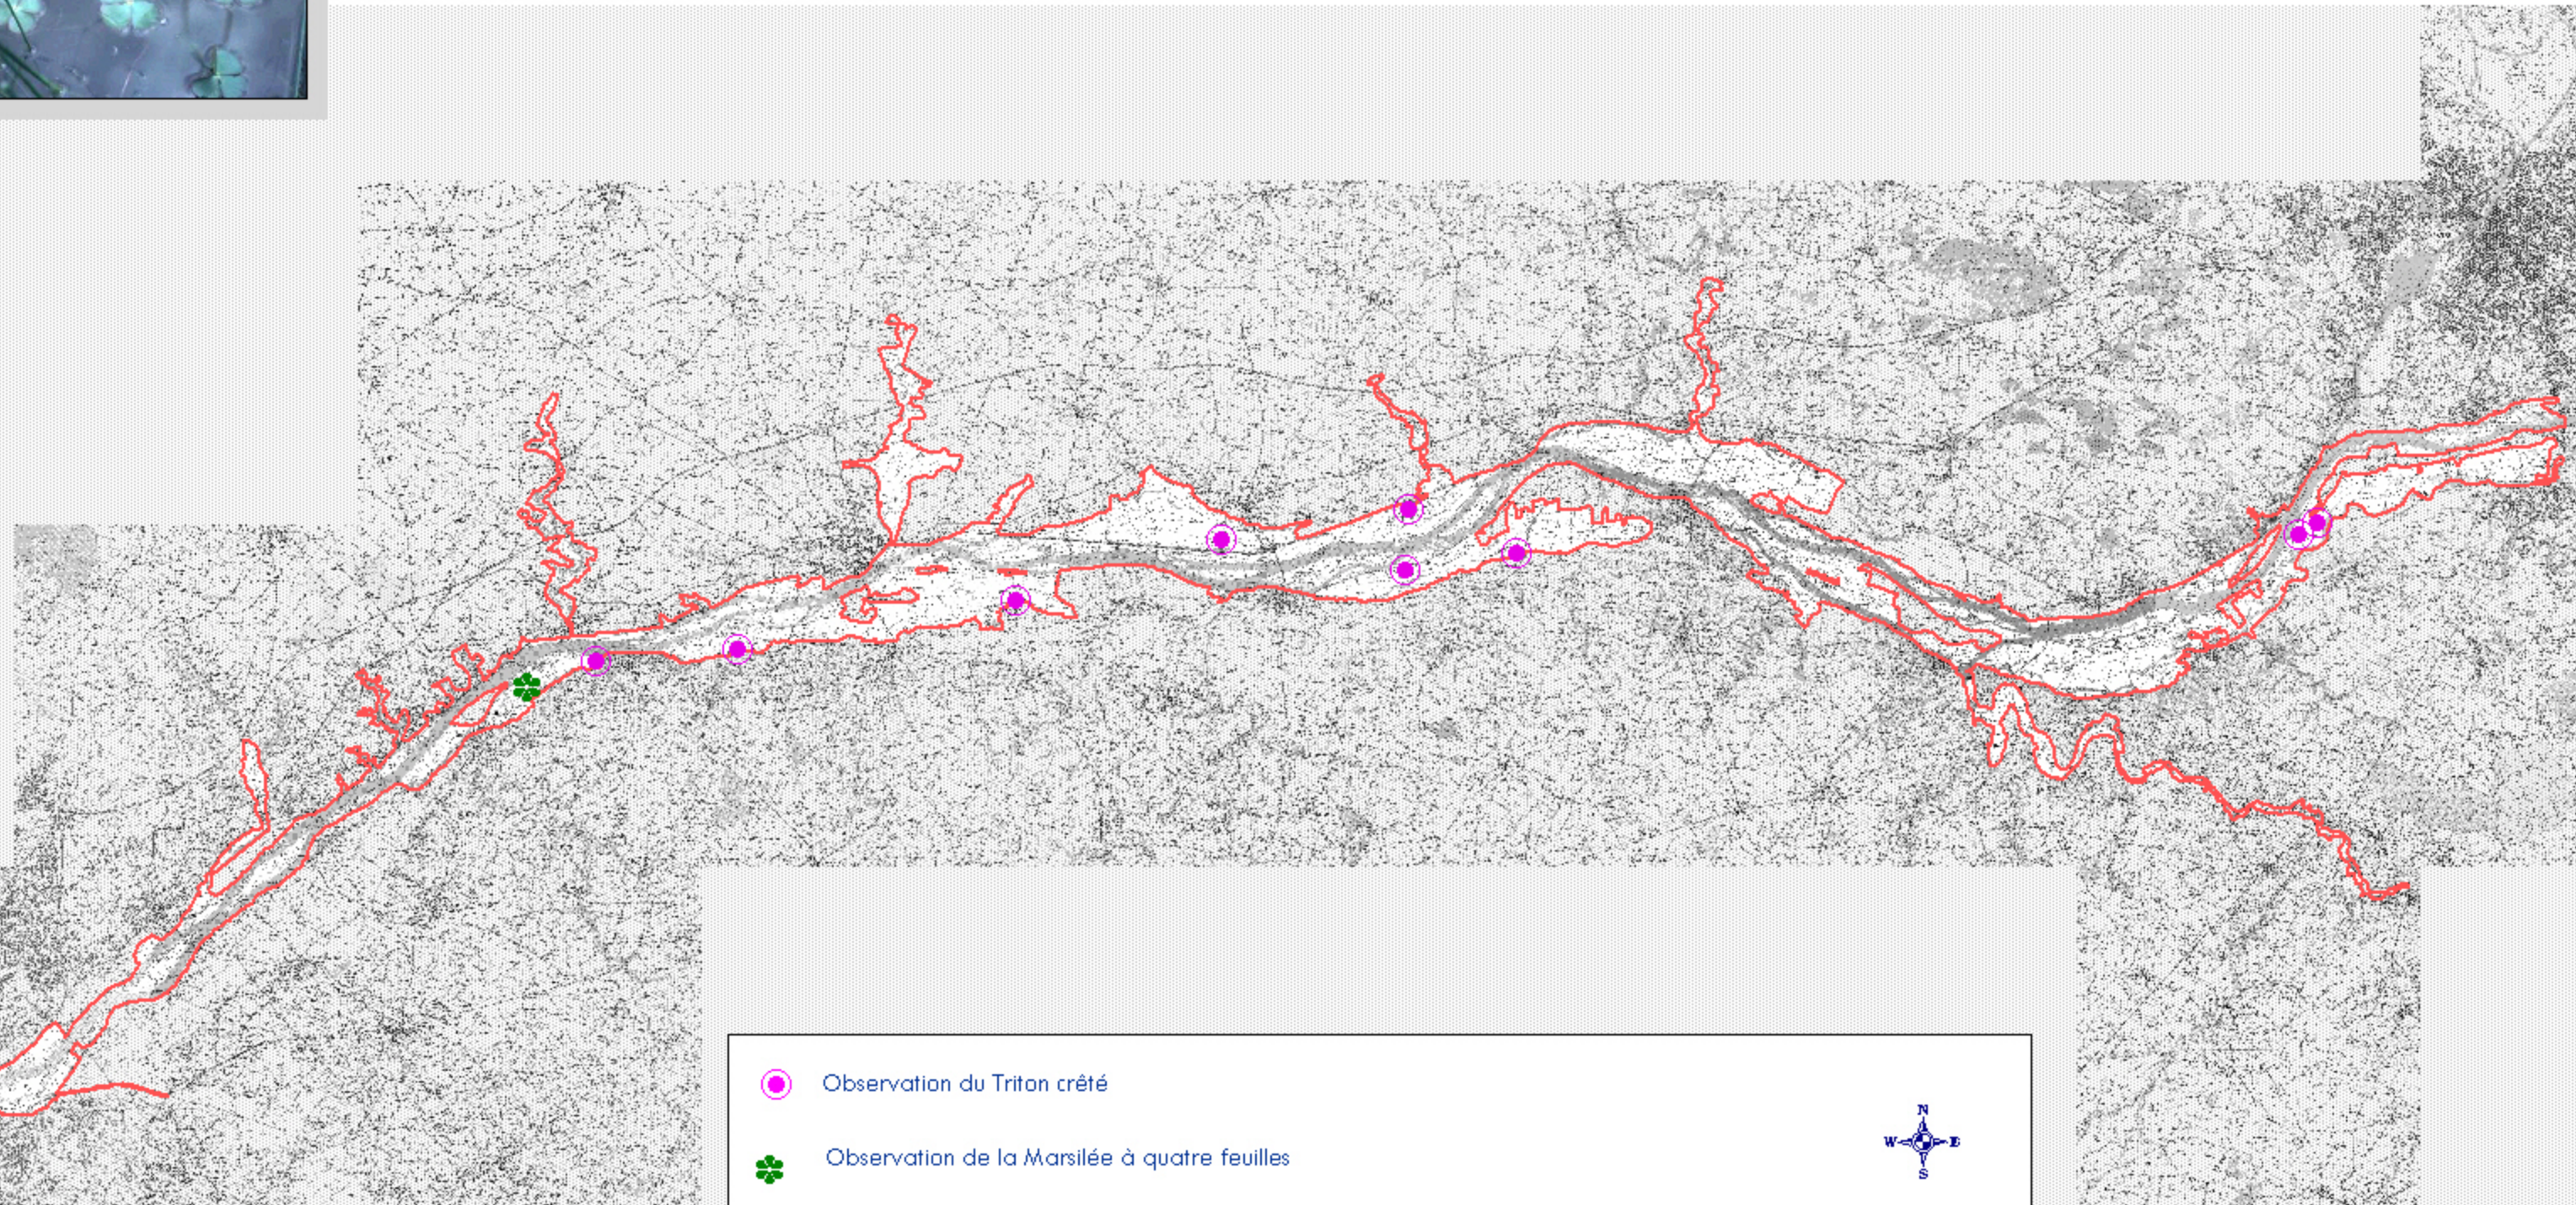 Observation du Triton crêté
N
W E
S
Observation de la Marsilée à quatre feuilles